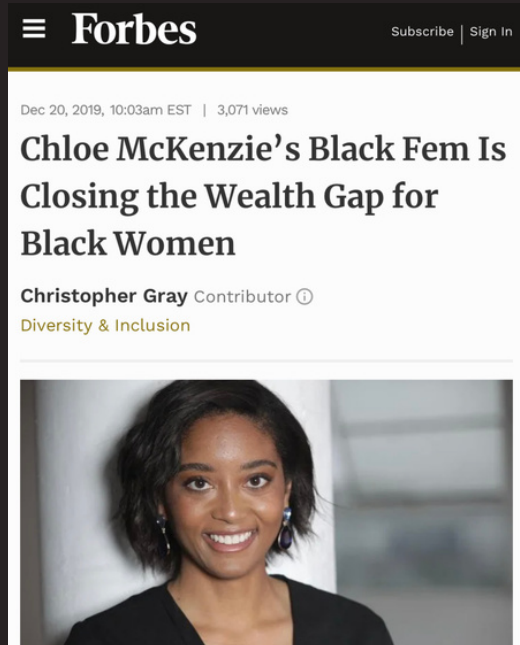 Forbes
Subscribe | Sign In
Dec 20, 2019, 10:03am EST | 3,071 views
Chloe McKenzie’s Black Fem Is
Closing the Wealth Gap for
Black Women
Christopher Gray Contributor
Diversity & Inclusion